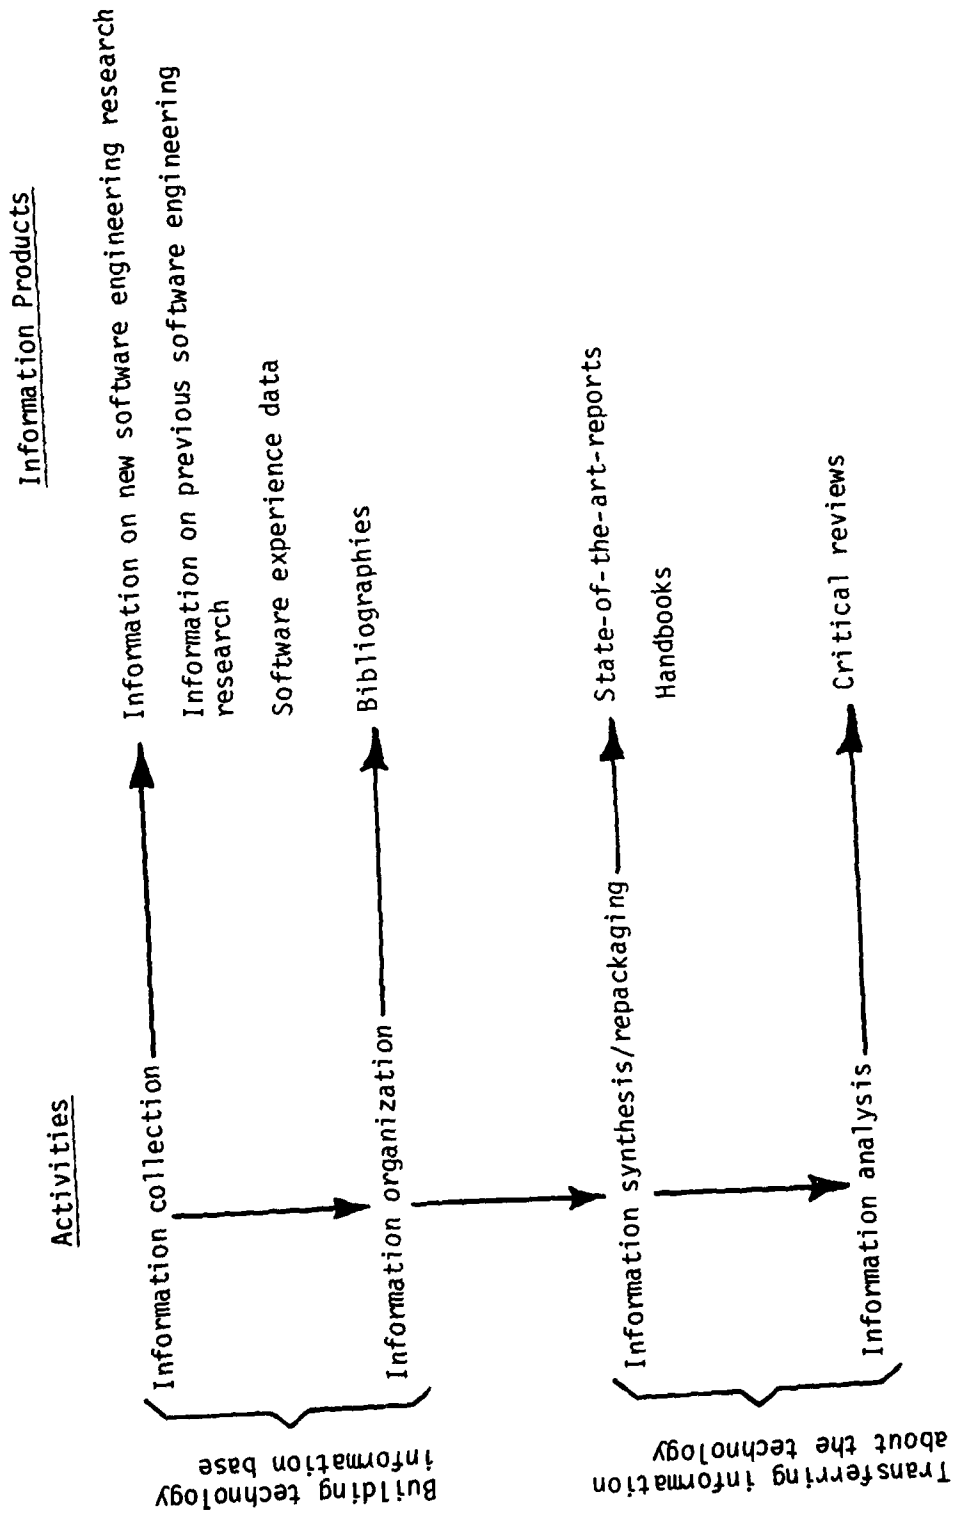 Activities
Information Products
Information collection
Information on new software engineering research
Information on previous software engineering
research
Software experience data
Information organization
Bibliographies
Information synthesis/repackaging
State-of-the-art-reports
Handbooks
Information analysis
Critical reviews
Building technology
information base
Transferring information
about the technology